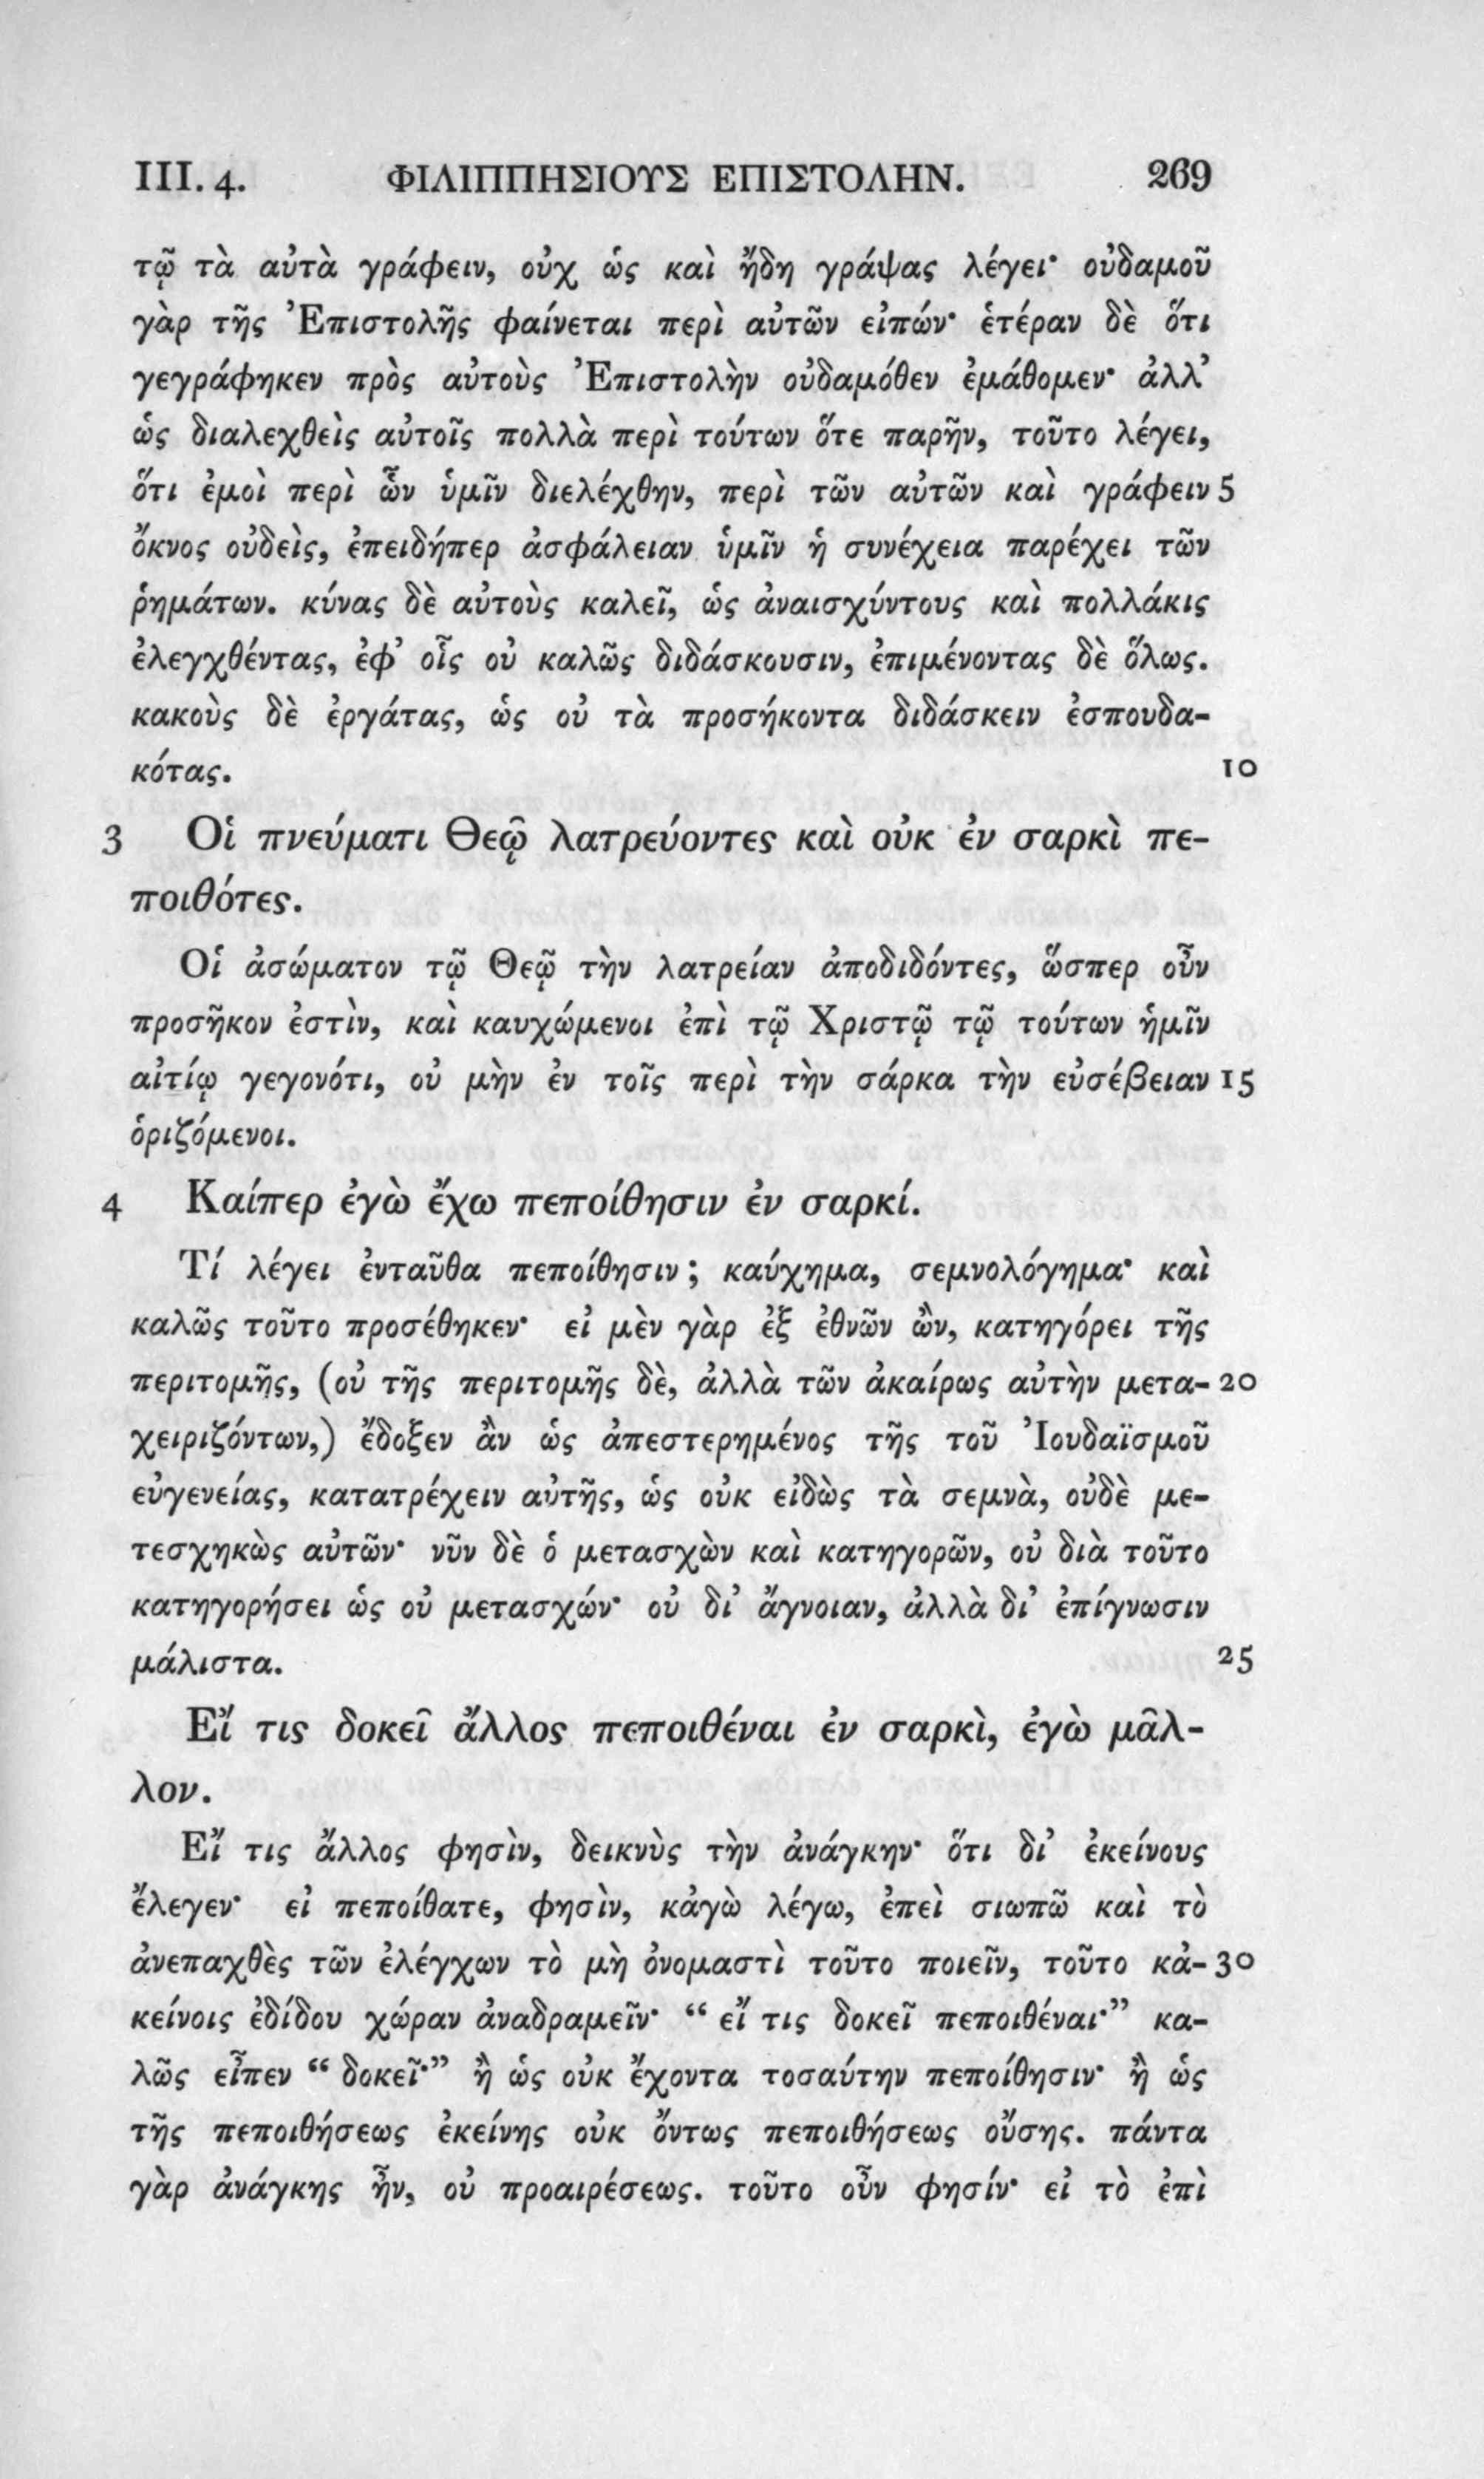 III. 4. ΦΙΛΙΠΠΗΣΙΟΥΣ ΕΠΙΣΤΟΛΗΝ. 269
τῷ τὰ αὐτὰ γράφειν, οὐχ ὡς καὶ ἤδη γράψας λέγει· οὐδαμοῦ
γὰρ τῆς Ἐπιστολῆς φαίνεται περὶ αὐτῶν εἰπών· ἑτέραν δὲ ὅτι
γεγράφηκεν πρὸς αὐτοὺς Ἐπιστολὴν οὐδαμόθεν ἐμάθομεν· ἀλλ’
ὡς διαλεχθεὶς αὐτοῖς πολλὰ περὶ τούτων ὅτε παρῆν, τοῦτο λέγει,
ὅτι ἐμοὶ περὶ ὧν ὑμῖν διελέχθην, περὶ τῶν αὐτῶν καὶ γράφειν 5
ὄκνος οὐδεὶς, ἐπειδήπερ ἀσφάλειαν ὑμῖν ἡ συνέχεια παρέχει τῶν
ῥημάτων. κύνας δὲ αὐτοὺς καλεῖ, ὡς ἀναισχύντους καὶ πολλάκις
ἐλεγχθέντας, ἐφ’ οἷς οὐ καλῶς διδάσκουσιν, ἐπιμένοντας δὲ ὅλως.
κακοὺς δὲ ἐργάτας, ὡς οὐ τὰ προσήκοντα διδάσκειν ἐσπουδα-
κότας. 10
3 Οἱ πνεύματι Θεῷ λατρεύοντες καὶ οὐκ ἐν σαρκὶ πε-
ποιθότες.
Οἱ ἀσώματον τῷ Θεῷ τὴν λατρείαν ἀποδιδόντες, ὥσπερ οὖν
προσῆκον ἐστὶν, καὶ καυχώμενοι ἐπὶ τῷ Χριστῷ τῷ τούτων ἡμῖν
αἰτίῳ γεγονότι, οὐ μὴν ἐν τοῖς περὶ τὴν σάρκα τὴν εὐσέβειαν 15
ὁριζόμενοι.
4 Καίπερ ἐγὼ ἔχω πεποίθησιν ἐν σαρκί.
Τί λέγει ἐνταῦθα πεποίθησιν; καύχημα, σεμνολόγημα· καὶ
καλῶς τοῦτο προσέθηκεν· εἰ μὲν γὰρ ἐξ ἐθνῶν ὢν, κατηγόρει τῆς
περιτομῆς, (οὐ τῆς περιτομῆς δὲ, ἀλλὰ τῶν ἀκαίρως αὐτὴν μετα- 20
χειριζόντων,) ἔδοξεν ἂν ὡς ἀπεστερημένος τῆς τοῦ Ἰουδαϊσμοῦ
εὐγενείας, κατατρέχειν αὐτῆς, ὡς οὐκ εἰδὼς τὰ σεμνὰ, οὐδὲ με-
τεσχηκὼς αὐτῶν· νῦν δὲ ὁ μετασχὼν καὶ κατηγορῶν, οὐ διὰ τοῦτο
κατηγορήσει ὡς οὐ μετασχών· οὐ δι’ ἄγνοιαν, ἀλλὰ δι’ ἐπίγνωσιν
μάλιστα. 25
Εἴ τις δοκεῖ ἄλλος πεποιθέναι ἐν σαρκὶ, ἐγὼ μᾶλ-
λον.
Εἴ τις ἄλλος φησὶν, δεικνὺς τὴν ἀνάγκην· ὅτι δι’ ἐκείνους
ἔλεγεν· εἰ πεποίθατε, φησὶν, κἀγὼ λέγω, ἐπεὶ σιωπῶ καὶ τὸ
ἀνεπαχθὲς τῶν ἐλέγχων τὸ μὴ ὀνομαστὶ τοῦτο ποιεῖν, τοῦτο κἀ- 30
κείνοις ἐδίδου χώραν ἀναδραμεῖν· “ εἴ τις δοκεῖ πεποιθέναι·” κα-
λῶς εἶπεν “ δοκεῖ·” ἢ ὡς οὐκ ἔχοντα τοσαύτην πεποίθησιν· ἢ ὡς
τῆς πεποιθήσεως ἐκείνης οὐκ ὄντως πεποιθήσεως οὔσης. πάντα
γὰρ ἀνάγκης ἦν, οὐ προαιρέσεως. τοῦτο οὖν φησίν· εἰ τὸ ἐπὶ